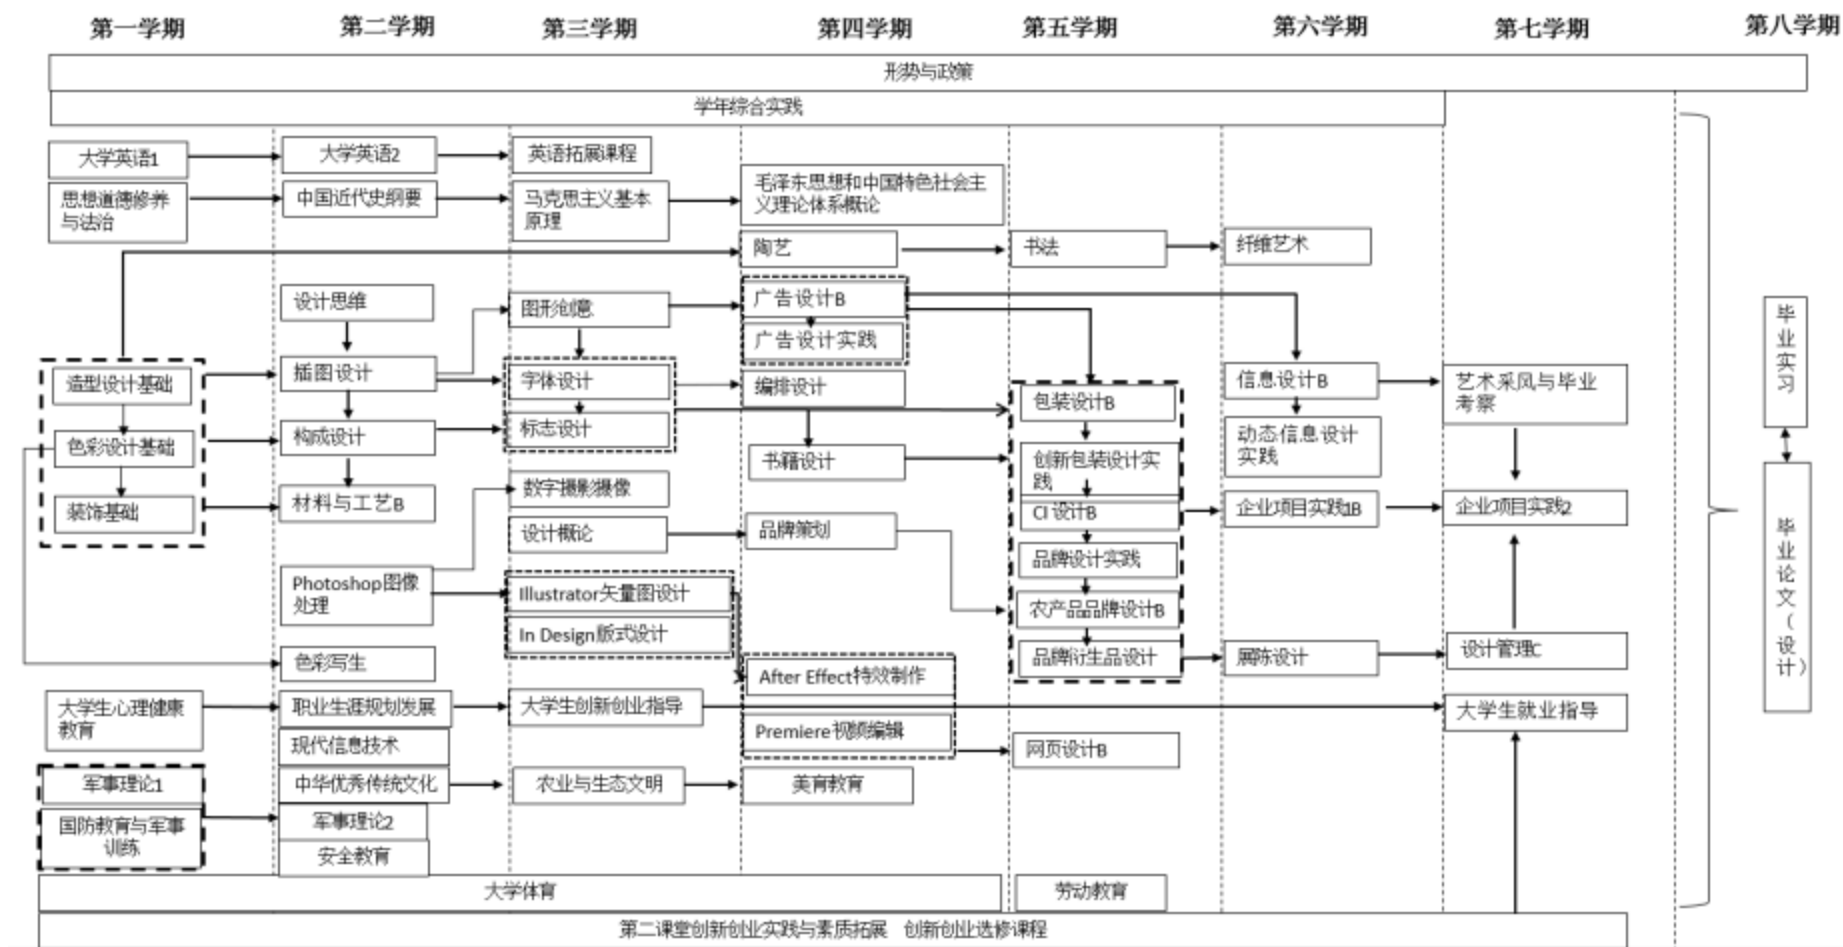 第一学期
第二学期
第三学期
第四学期
第五学期
第六学期
第七学期
第八学期
形势与政策
学年综合实践
大学英语1
大学英语2
英语拓展课程
思想道德修养
与法治
中国近代史纲要
马克思主义基本
原理
毛泽东思想和中国特色社会主
义理论体系概论
陶艺
书法
纤维艺术
设计思维
图形创意
广告设计B
广告设计实践
造型设计基础
插图设计
字体设计
编排设计
包装设计B
信息设计B
艺术采风与毕业
考察
色彩设计基础
构成设计
标志设计
书籍设计
创新包装设计实
践
动态信息设计
实践
装饰基础
材料与工艺B
数字摄影摄像
CI 设计B
企业项目实践1B
企业项目实践2
设计概论
品牌策划
品牌设计实践
Photoshop图像
处理
Illustrator矢量图设计
In Design版式设计
农产品品牌设计B
色彩写生
After Effect特效制作
品牌衍生品设计
展陈设计
设计管理C
大学生心理健康
教育
职业生涯规划发展
大学生创新创业指导
大学生就业指导
现代信息技术
Premiere视频编辑
网页设计B
军事理论1
中华优秀传统文化
农业与生态文明
美育教育
国防教育与军事
训练
军事理论2
安全教育
大学体育
劳动教育
第二课堂创新创业实践与素质拓展 创新创业选修课程
毕业实习
毕业论文(设计)